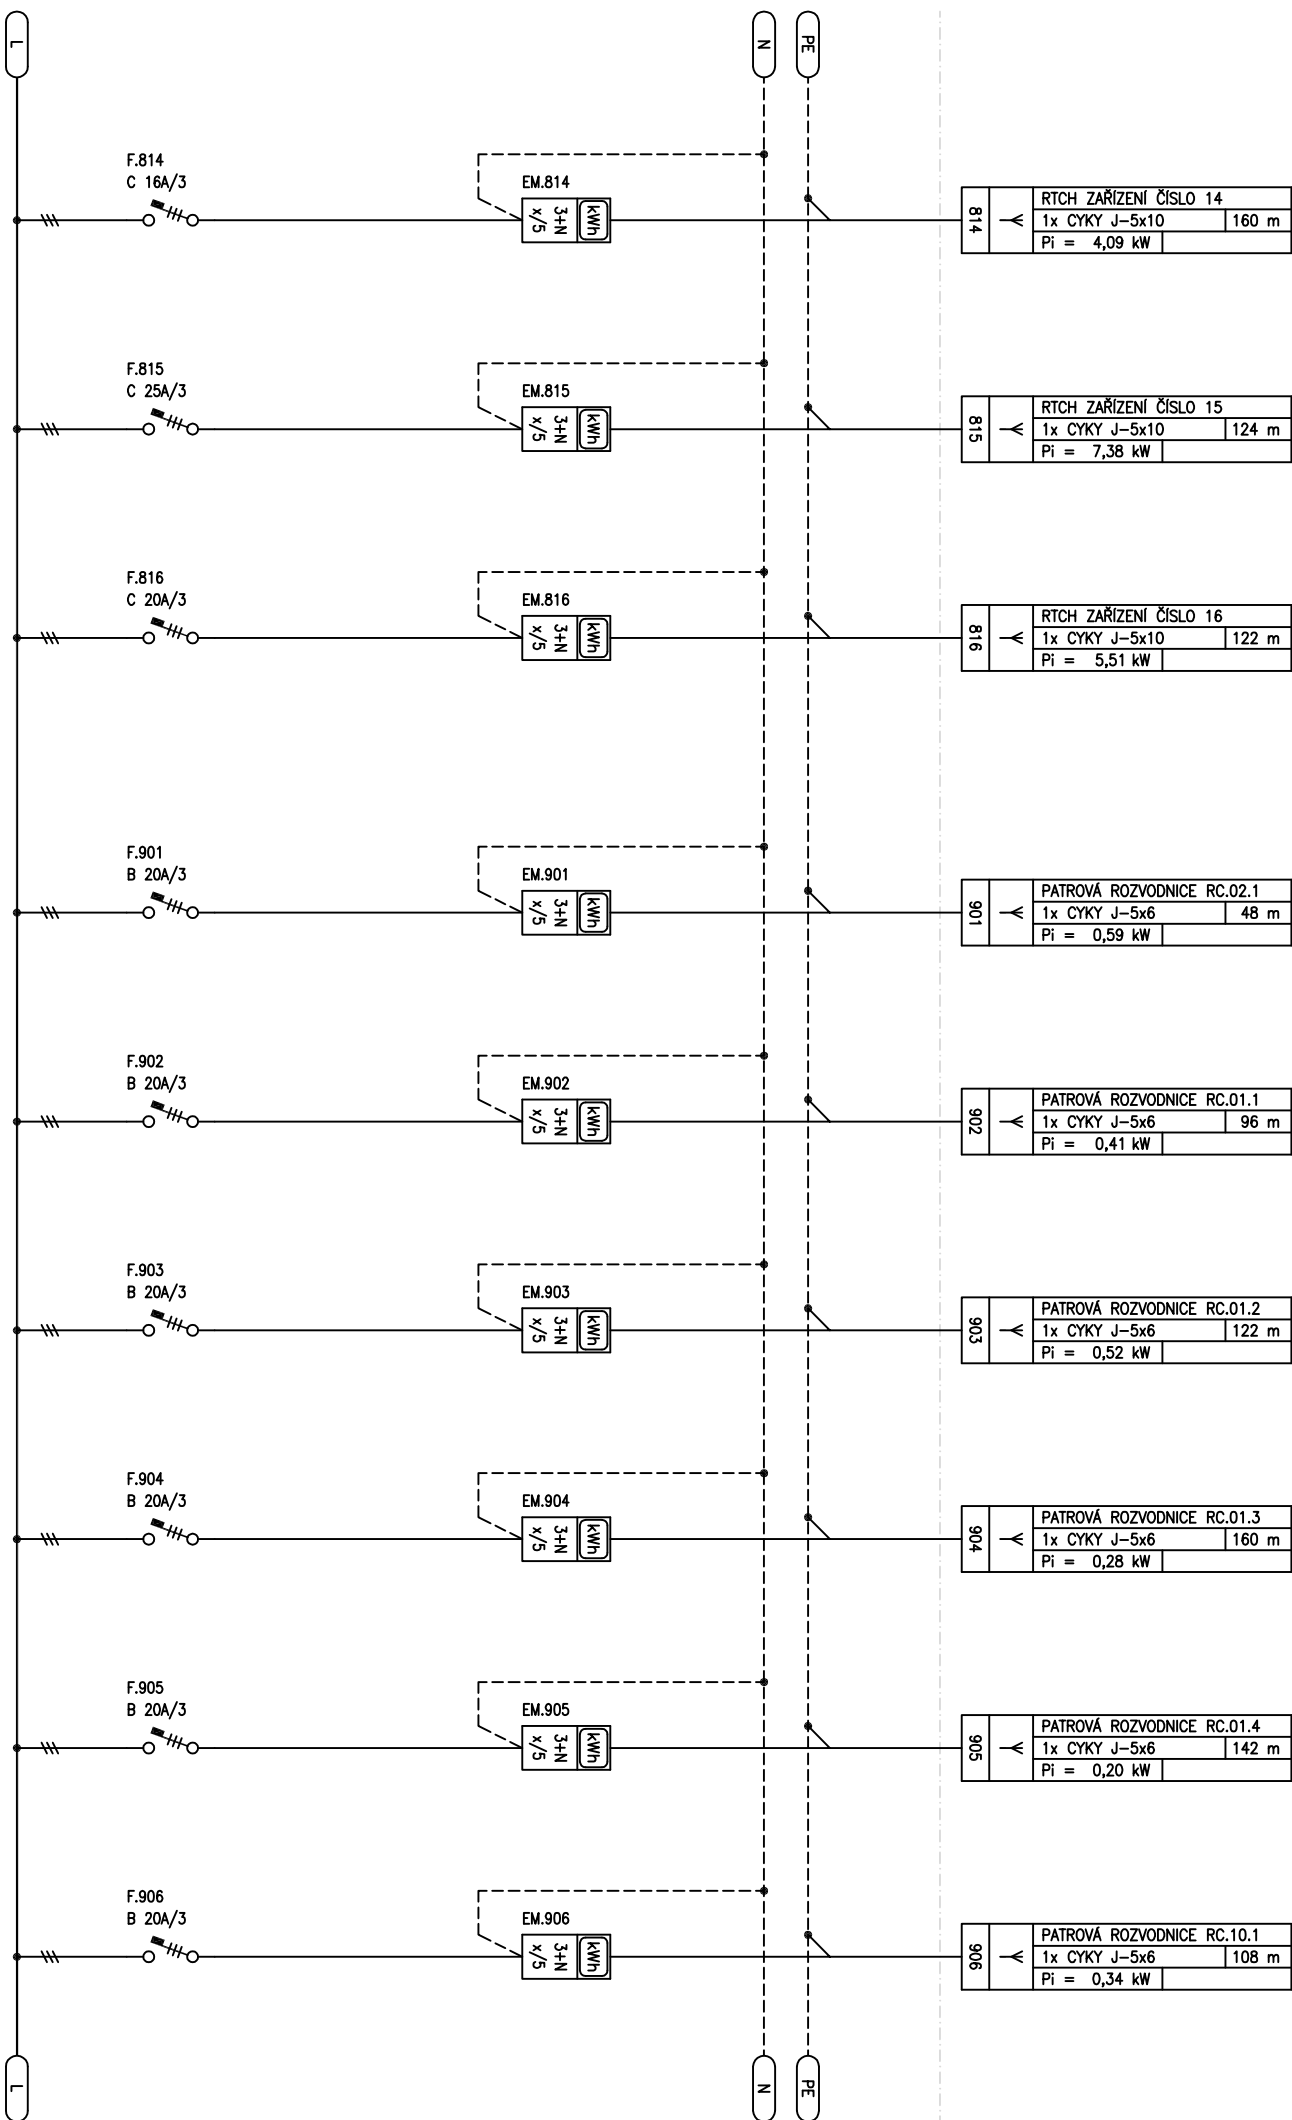 L
N
PE
F.814
C 16A/3
EM.814
kWh
3+N
x/5
814
RTCH ZAŘÍZENÍ ČÍSLO 14
1x CYKY J-5x10 160 m
Pi = 4,09 kW
F.815
C 25A/3
EM.815
kWh
3+N
x/5
815
RTCH ZAŘÍZENÍ ČÍSLO 15
1x CYKY J-5x10 124 m
Pi = 7,38 kW
F.816
C 20A/3
EM.816
kWh
3+N
x/5
816
RTCH ZAŘÍZENÍ ČÍSLO 16
1x CYKY J-5x10 122 m
Pi = 5,51 kW
F.901
B 20A/3
EM.901
kWh
3+N
x/5
901
PATROVÁ ROZVODNICE RC.02.1
1x CYKY J-5x6 48 m
Pi = 0,59 kW
F.902
B 20A/3
EM.902
kWh
3+N
x/5
902
PATROVÁ ROZVODNICE RC.01.1
1x CYKY J-5x6 96 m
Pi = 0,41 kW
F.903
B 20A/3
EM.903
kWh
3+N
x/5
903
PATROVÁ ROZVODNICE RC.01.2
1x CYKY J-5x6 122 m
Pi = 0,52 kW
F.904
B 20A/3
EM.904
kWh
3+N
x/5
904
PATROVÁ ROZVODNICE RC.01.3
1x CYKY J-5x6 160 m
Pi = 0,28 kW
F.905
B 20A/3
EM.905
kWh
3+N
x/5
905
PATROVÁ ROZVODNICE RC.01.4
1x CYKY J-5x6 142 m
Pi = 0,20 kW
F.906
B 20A/3
EM.906
kWh
3+N
x/5
906
PATROVÁ ROZVODNICE RC.10.1
1x CYKY J-5x6 108 m
Pi = 0,34 kW
L
N
PE